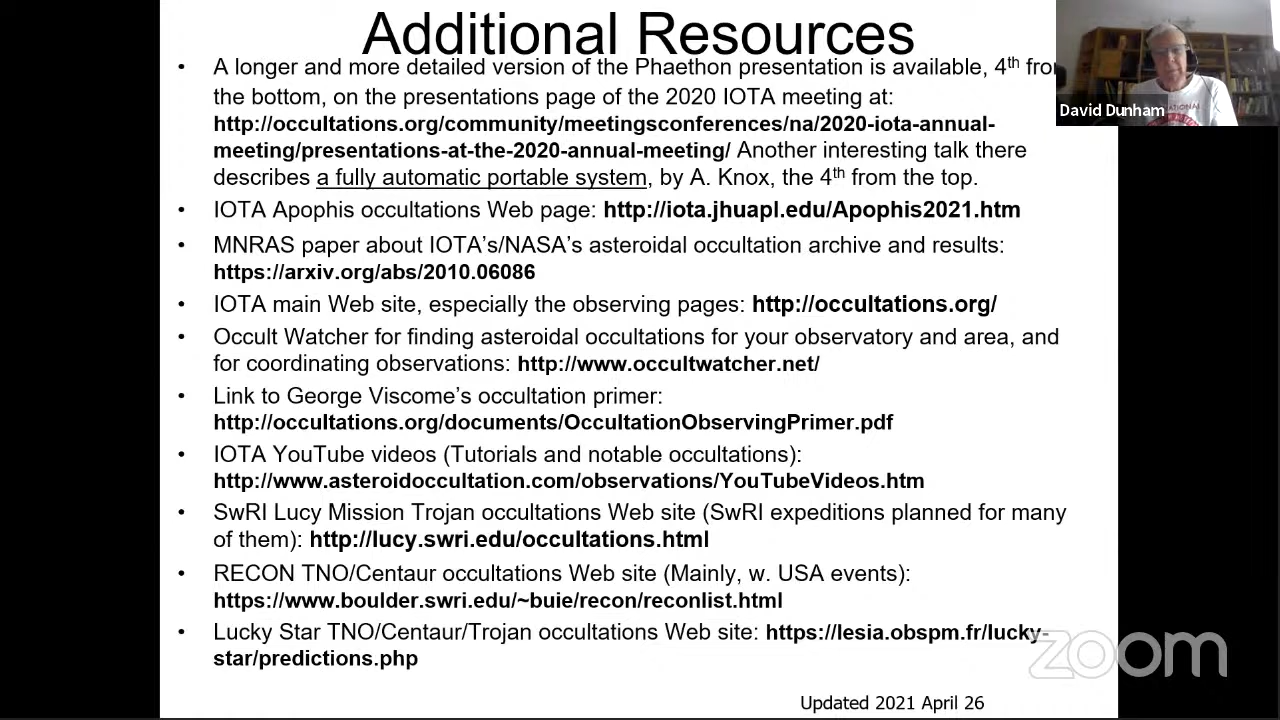 Additional Resources
• A longer and more detailed version of the Phaethon presentation is available, 4th from
the bottom, on the presentations page of the 2020 IOTA meeting at:
http://occultations.org/community/meetingsconferences/na/2020-iota-annual-
meeting/presentations-at-the-2020-annual-meeting/ Another interesting talk there
describes a fully automatic portable system, by A. Knox, the 4th from the top.
• IOTA Apophis occultations Web page: http://iota.jhuapl.edu/Apophis2021.htm
• MNRAS paper about IOTA's/NASA's asteroidal occultation archive and results:
https://arxiv.org/abs/2010.06086
• IOTA main Web site, especially the observing pages: http://occultations.org/
• Occult Watcher for finding asteroidal occultations for your observatory and area, and
for coordinating observations: http://www.occultwatcher.net/
• Link to George Viscome's occultation primer:
http://occultations.org/documents/OccultationObservingPrimer.pdf
• IOTA YouTube videos (Tutorials and notable occultations):
http://www.asteroidoccultation.com/observations/YouTubeVideos.htm
• SwRI Lucy Mission Trojan occultations Web site (SwRI expeditions planned for many
of them): http://lucy.swri.edu/occultations.html
• RECON TNO/Centaur occultations Web site (Mainly, w. USA events):
https://www.boulder.swri.edu/~buie/recon/reconlist.html
• Lucky Star TNO/Centaur/Trojan occultations Web site: https://lesia.obspm.fr/lucky-
star/predictions.php
Updated 2021 April 26
David Dunham
zoom